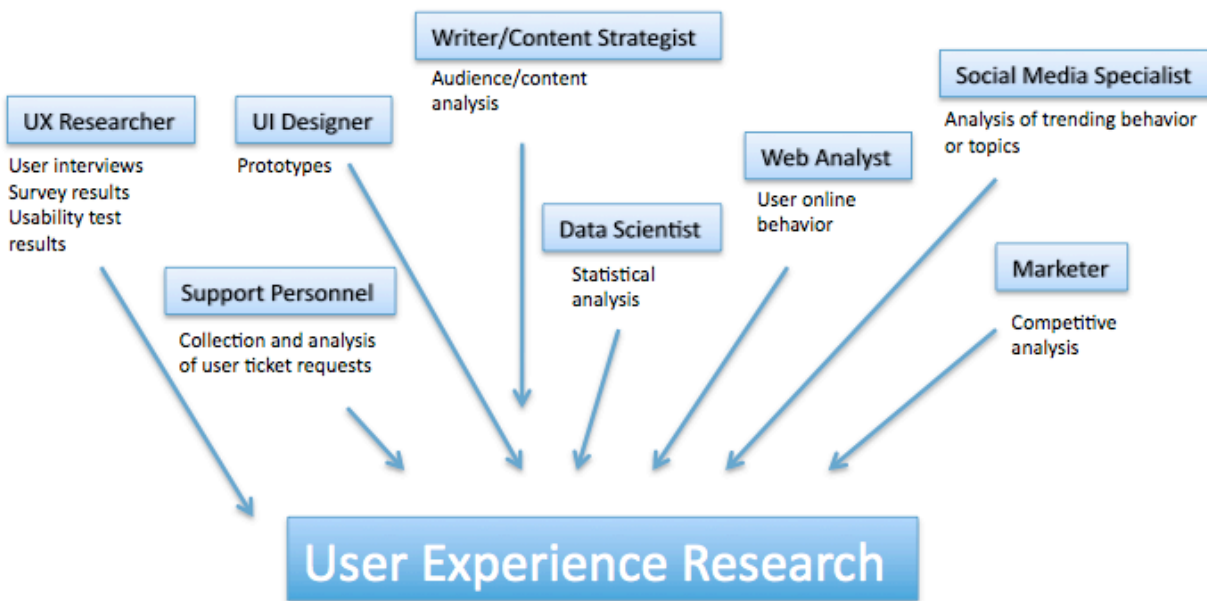 Writer/Content Strategist
Audience/content
analysis
Social Media Specialist
Analysis of trending behavior
or topics
UX Researcher
User interviews
Survey results
Usability test
results
UI Designer
Prototypes
Web Analyst
User online
behavior
Data Scientist
Statistical
analysis
Marketer
Competitive
analysis
Support Personnel
Collection and analysis
of user ticket requests
User Experience Research